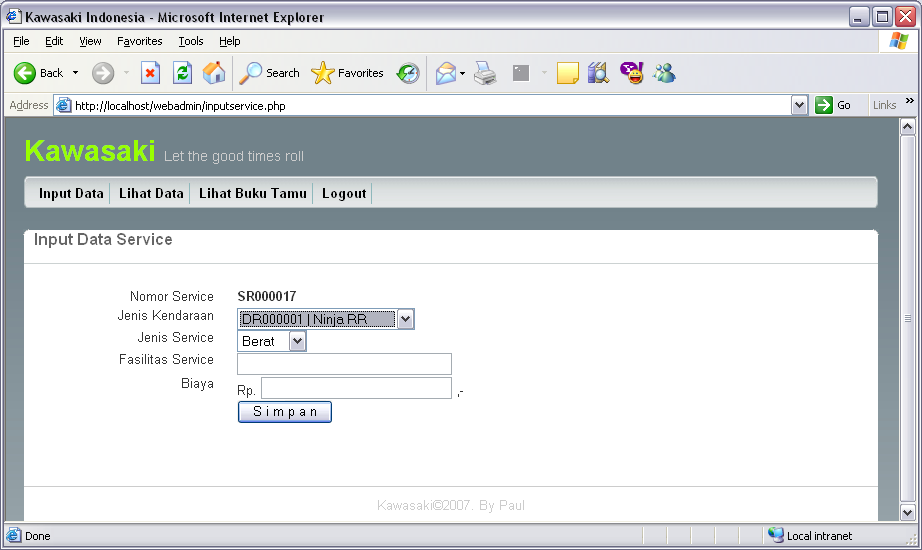 Kawasaki Indonesia - Microsoft Internet Explorer
File Edit View Favorites Tools Help
Back Search Favorites
Address http://localhost/webadmin/inputservice.php Go Links »
Kawasaki Let the good times roll
Input Data Lihat Data Lihat Buku Tamu Logout
Input Data Service
Nomor Service SR000017
Jenis Kendaraan DR000001 | Ninja RR
Jenis Service Berat
Fasilitas Service
Biaya Rp. ,-
S i m p a n
Kawasaki©2007. By Paul
Done Local intranet